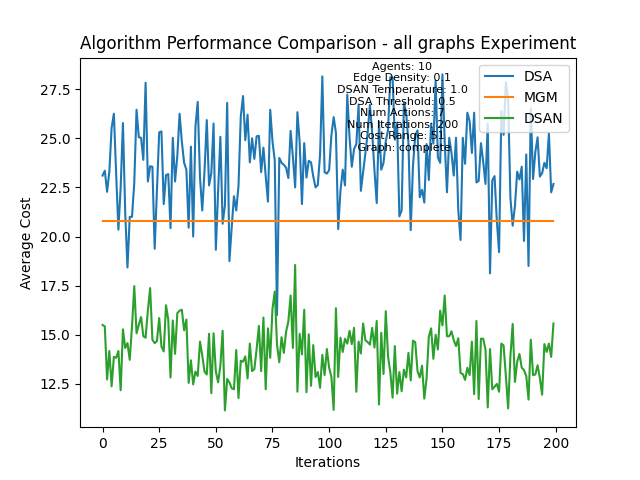 Algorithm Performance Comparison - all graphs Experiment
Agents: 10
Edge Density: 0.1
DSAN Temperature: 1.0
DSA Threshold: 0.5
Num Actions:
Num Iterations: 200
Cost Range: 51
Graph: complete
DSA
MGM
DSAN
Average Cost
27.5
25.0
22.5
20.0
17.5
15.0
12.5
0
25
50
75
100
125
150
175
200
Iterations